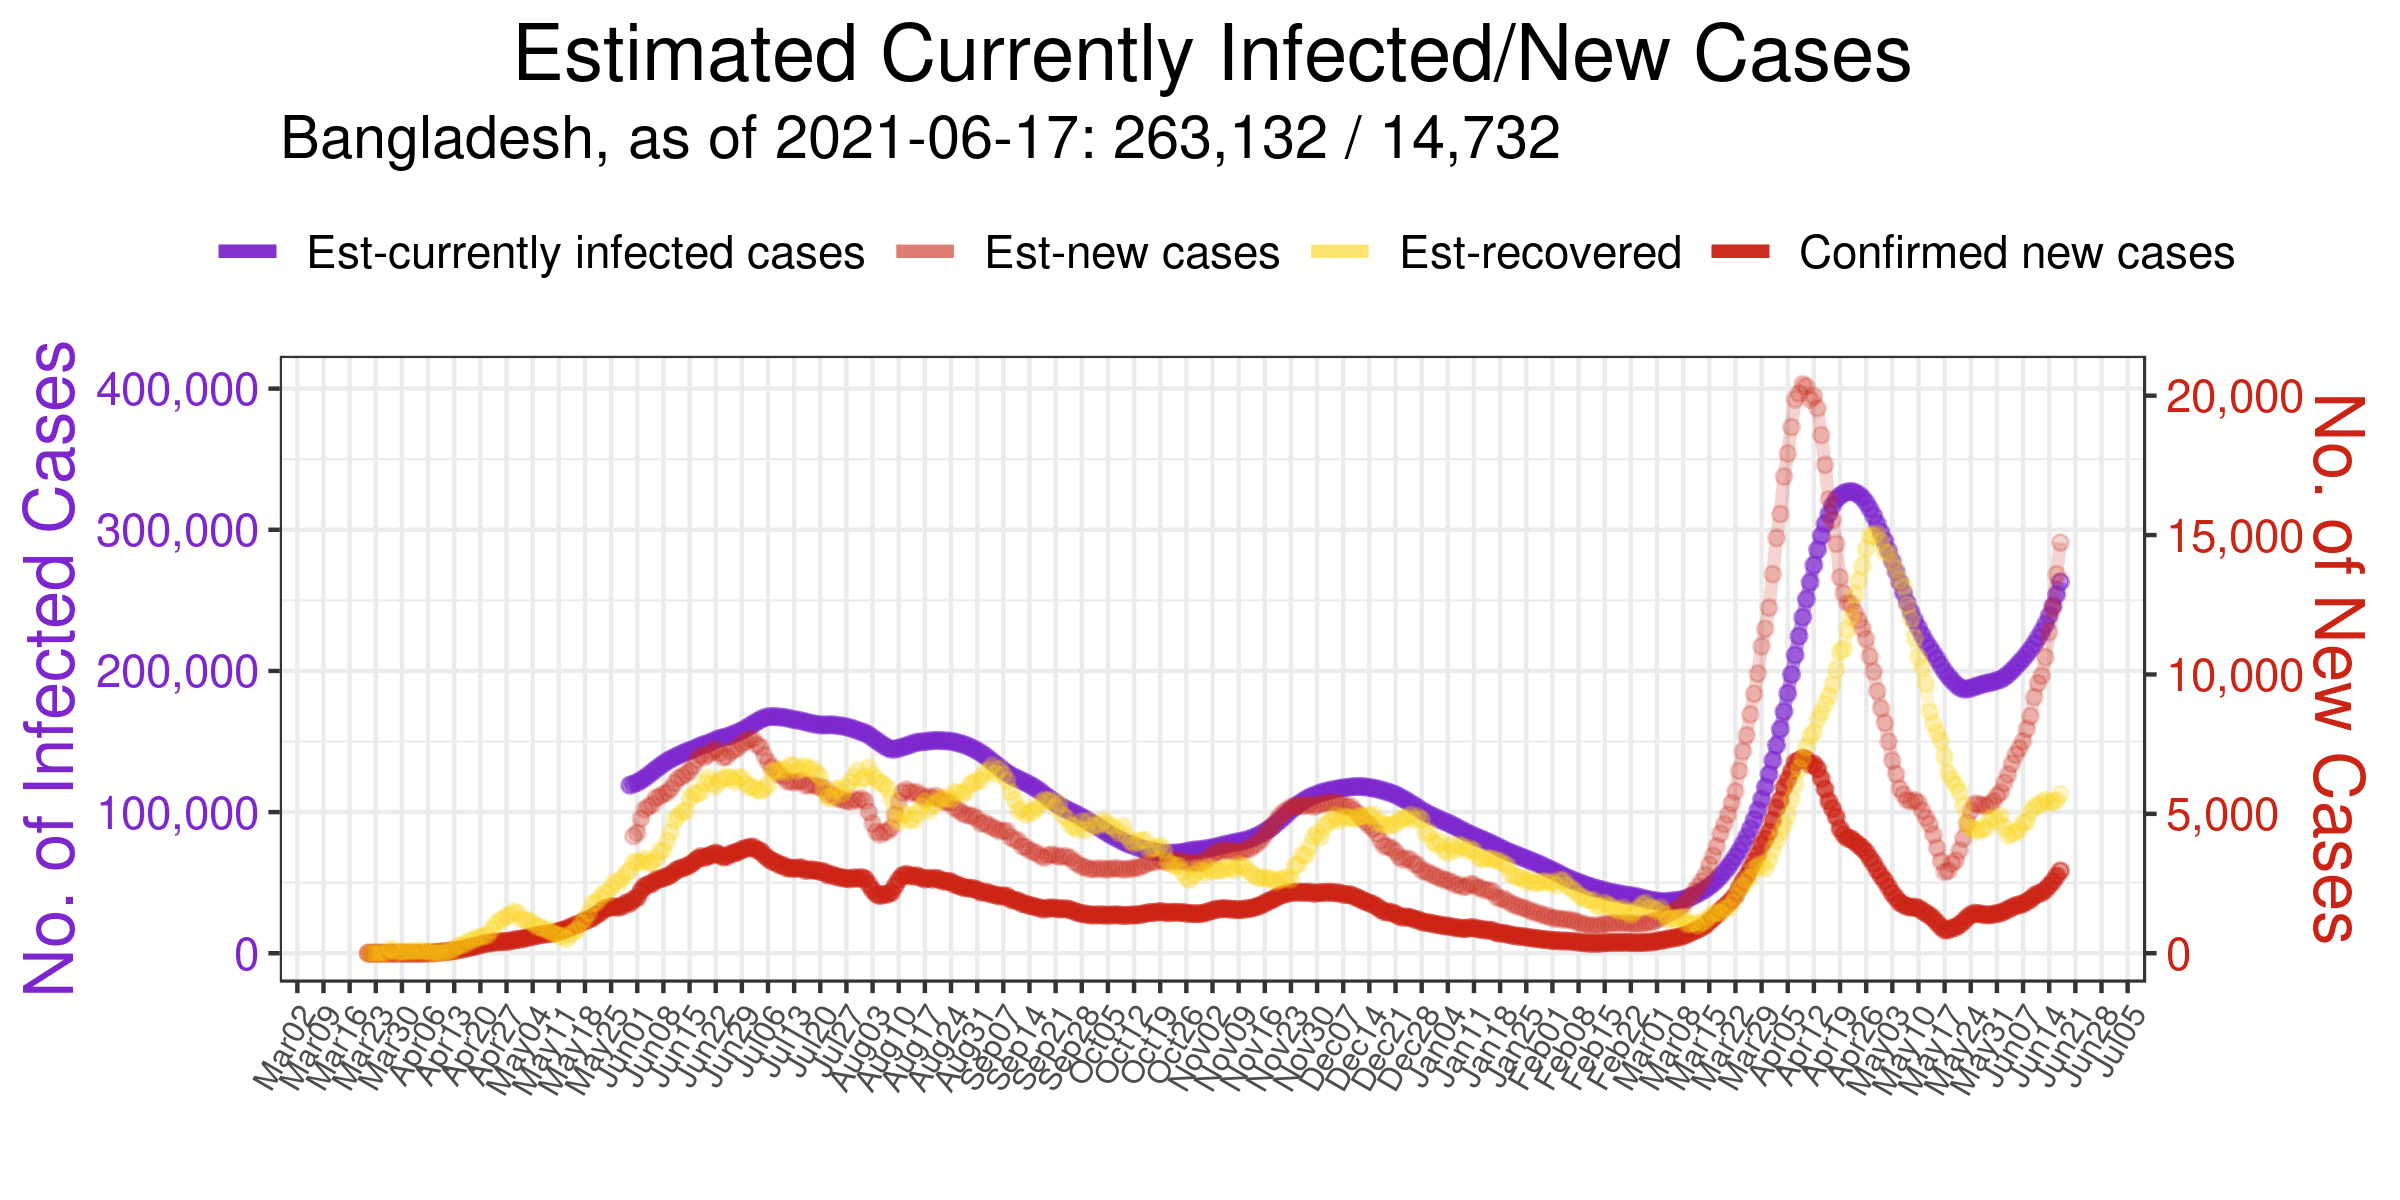 Estimated Currently Infected/New Cases
Bangladesh, as of 2021-06-17: 263,132 / 14,732
Est-currently infected cases Est-new cases Est-recovered Confirmed new cases
No. of Infected Cases
400,000
300,000
200,000
100,000
0
20,000
15,000
10,000
5,000
0
No. of New Cases
Mar02 Mar09 Mar16 Mar23 Mar30 Apr06 Apr13 Apr20 Apr27 May04 May11 May18 May25 Jun01 Jun08 Jun15 Jun22 Jun29 Jul06 Jul13 Jul20 Jul27 Aug03 Aug10 Aug17 Aug24 Aug31 Sep07 Sep14 Sep21 Sep28 Oct05 Oct12 Oct19 Oct26 Nov02 Nov09 Nov16 Nov23 Nov30 Dec07 Dec14 Dec21 Dec28 Jan04 Jan11 Jan18 Jan25 Feb01 Feb08 Feb15 Feb22 Mar01 Mar08 Mar15 Mar22 Mar29 Apr05 Apr12 Apr19 Apr26 May03 May10 May17 May24 May31 Jun07 Jun14 Jun21 Jun28 Jul05